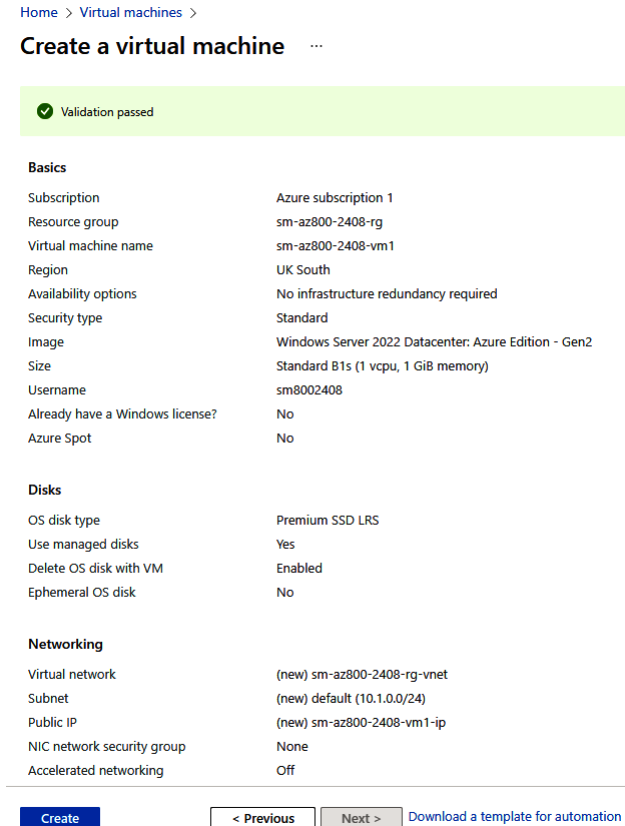 Home > Virtual machines >
Create a virtual machine ...
Validation passed
Basics
Subscription Azure subscription 1
Resource group sm-az800-2408-rg
Virtual machine name sm-az800-2408-vm1
Region UK South
Availability options No infrastructure redundancy required
Security type Standard
Image Windows Server 2022 Datacenter: Azure Edition - Gen2
Size Standard B1s (1 vcpu, 1 GiB memory)
Username sm8002408
Already have a Windows license? No
Azure Spot No
Disks
OS disk type Premium SSD LRS
Use managed disks Yes
Delete OS disk with VM Enabled
Ephemeral OS disk No
Networking
Virtual network (new) sm-az800-2408-rg-vnet
Subnet (new) default (10.1.0.0/24)
Public IP (new) sm-az800-2408-vm1-ip
NIC network security group None
Accelerated networking Off
Create < Previous Next > Download a template for automation